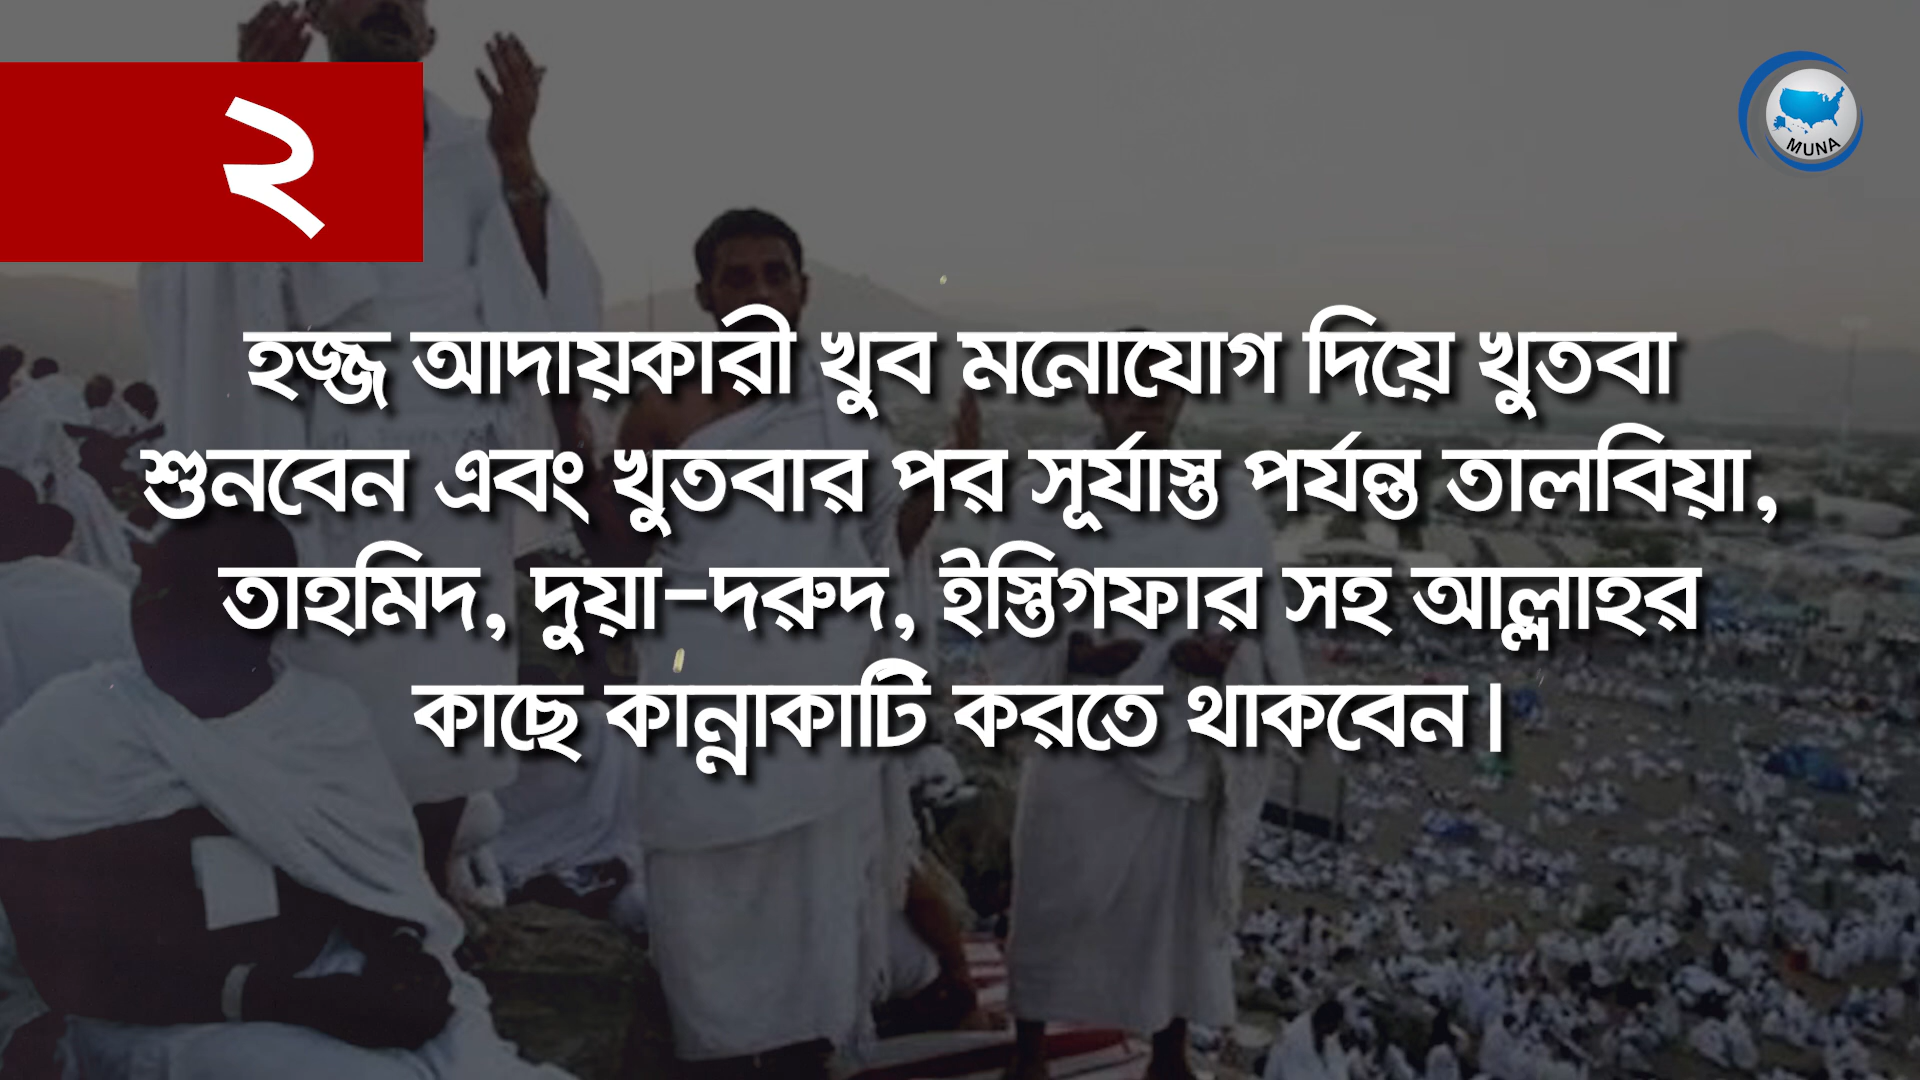 ২
MUNA
হজ্জ আদায়কারী খুব মনোযোগ দিয়ে খুতবা
শুনবেন এবং খুতবার পর সূর্যাস্ত পর্যন্ত তালবিয়া,
তাহমিদ, দুয়া-দরুদ, ইস্তিগফার সহ আল্লাহর
কাছে কান্নাকাটি করতে থাকবেন।